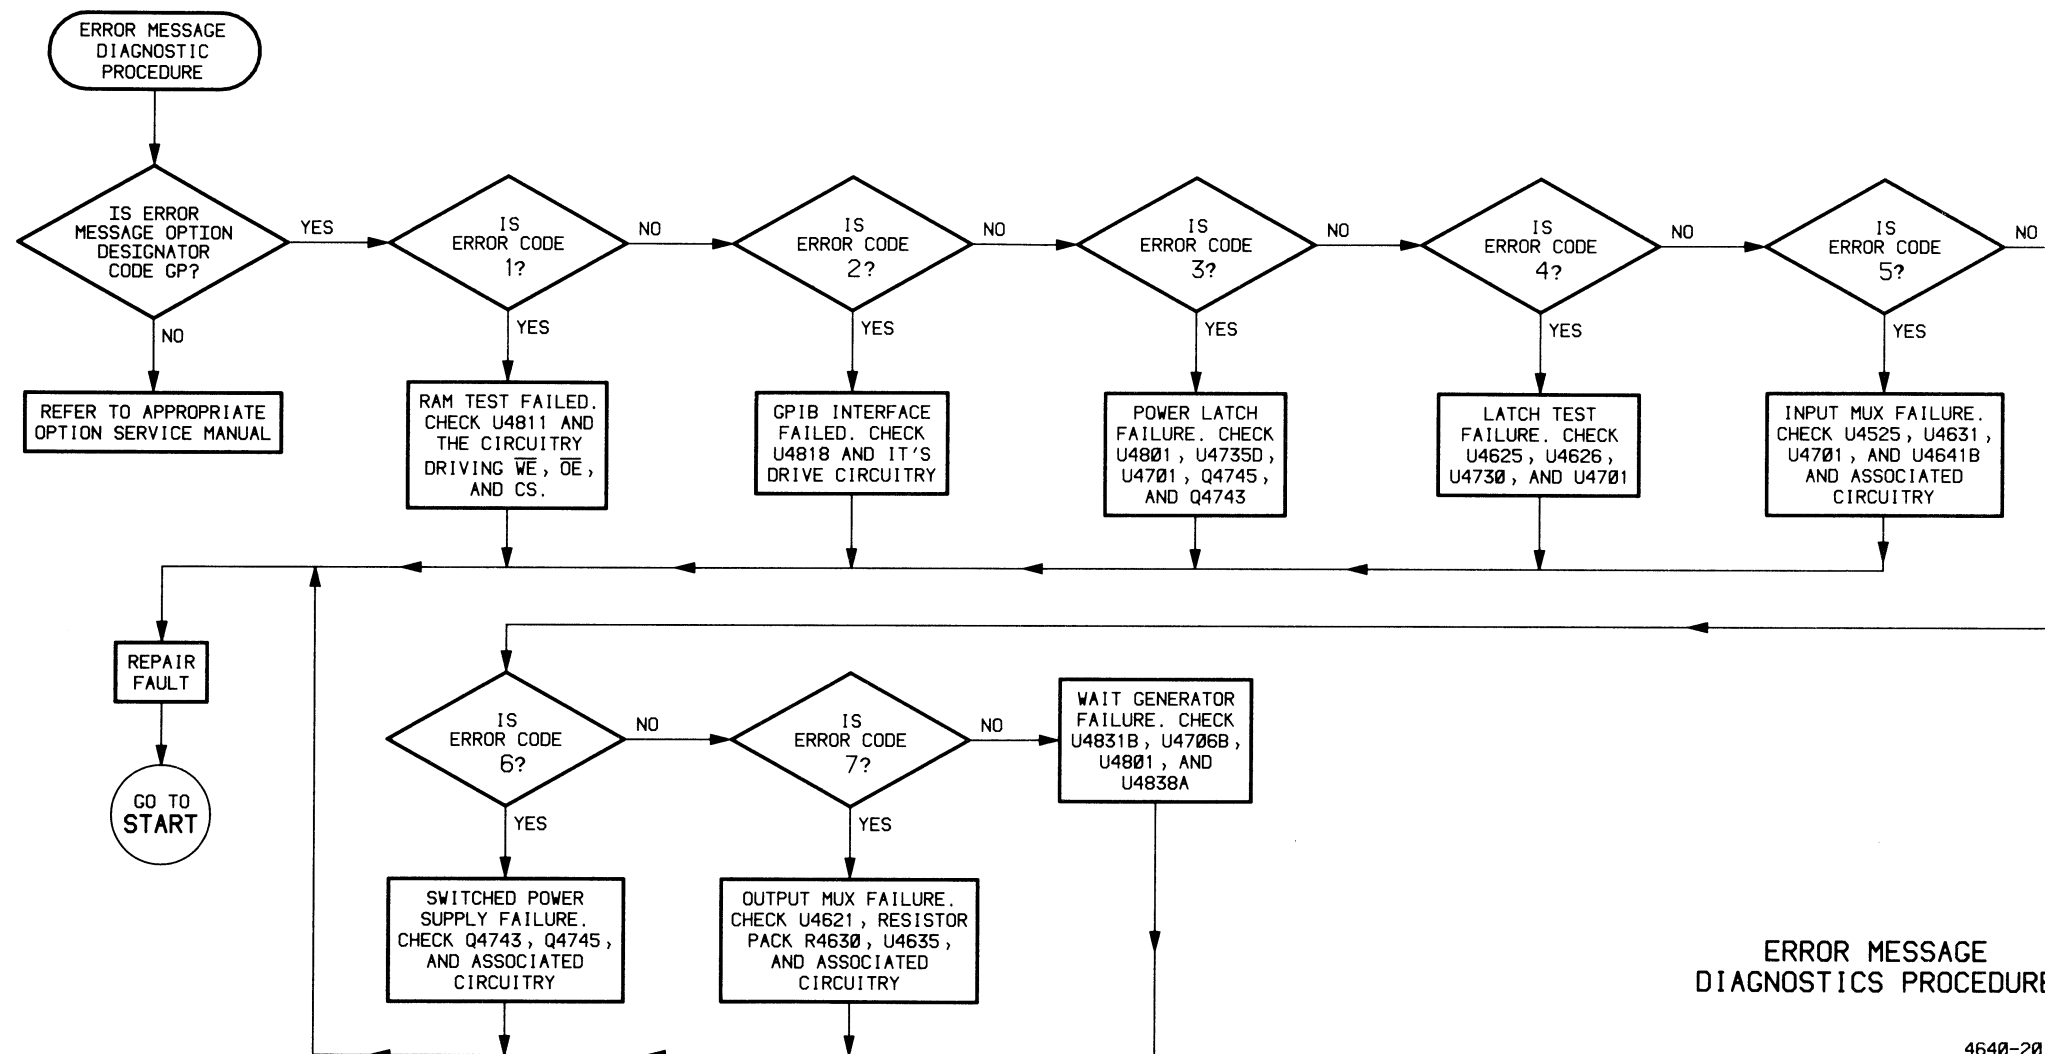 ERROR MESSAGE
DIAGNOSTIC
PROCEDURE
IS ERROR
MESSAGE OPTION
DESIGNATOR
CODE GP?
YES
NO
REFER TO APPROPRIATE
OPTION SERVICE MANUAL
IS
ERROR CODE
1?
NO
YES
RAM TEST FAILED.
CHECK U4811 AND
THE CIRCUITRY
DRIVING W̅E̅, O̅E̅,
AND CS.
IS
ERROR CODE
2?
NO
YES
GPIB INTERFACE
FAILED. CHECK
U4818 AND IT'S
DRIVE CIRCUITRY
IS
ERROR CODE
3?
NO
YES
POWER LATCH
FAILURE. CHECK
U4801, U4735D,
U4701, Q4745,
AND Q4743
IS
ERROR CODE
4?
NO
YES
LATCH TEST
FAILURE. CHECK
U4625, U4626,
U4730, AND U4701
IS
ERROR CODE
5?
NO
YES
INPUT MUX FAILURE.
CHECK U4525, U4631,
U4701, AND U4641B
AND ASSOCIATED
CIRCUITRY
REPAIR
FAULT
GO TO
START
IS
ERROR CODE
6?
NO
YES
SWITCHED POWER
SUPPLY FAILURE.
CHECK Q4743, Q4745,
AND ASSOCIATED
CIRCUITRY
IS
ERROR CODE
7?
NO
YES
OUTPUT MUX FAILURE.
CHECK U4621, RESISTOR
PACK R4630, U4635,
AND ASSOCIATED
CIRCUITRY
WAIT GENERATOR
FAILURE. CHECK
U4831B, U4706B,
U4801, AND
U4838A
ERROR MESSAGE
DIAGNOSTICS PROCEDURE
4640-20